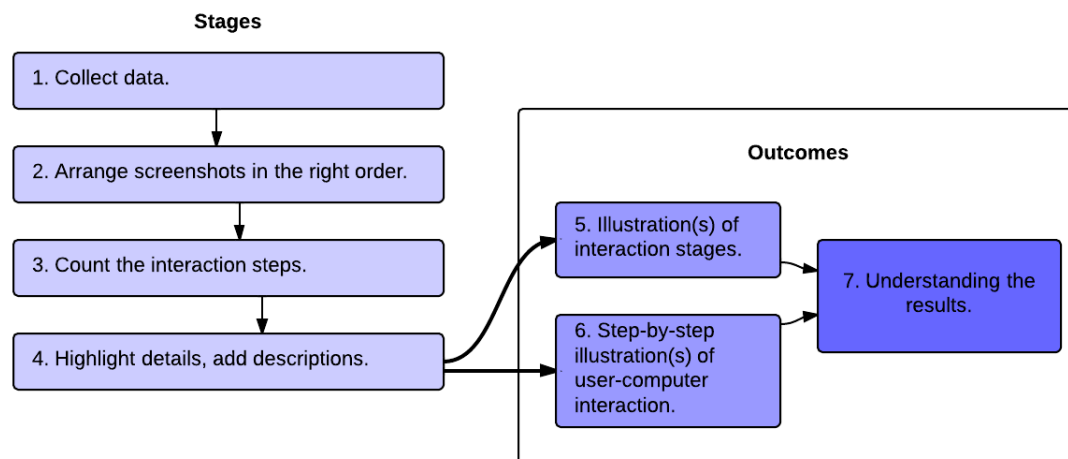 Stages
1. Collect data.
2. Arrange screenshots in the right order.
3. Count the interaction steps.
4. Highlight details, add descriptions.
Outcomes
5. Illustration(s) of
interaction stages.
6. Step-by-step
illustration(s) of
user-computer
interaction.
7. Understanding the
results.